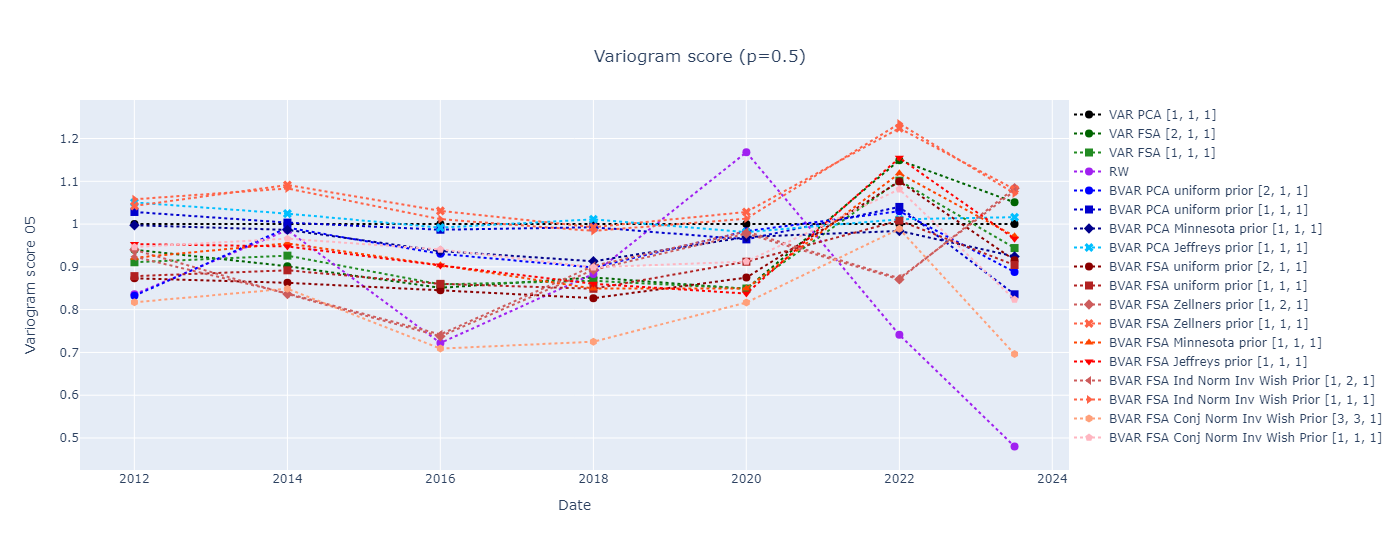 Variogram score (p=0.5)
Variogram score 05
1.2
1.1
1
0.9
0.8
0.7
0.6
0.5
2012
2014
2016
2018
2020
2022
2024
Date
VAR PCA [1, 1, 1]
VAR FSA [2, 1, 1]
VAR FSA [1, 1, 1]
RW
BVAR PCA uniform prior [2, 1, 1]
BVAR PCA uniform prior [1, 1, 1]
BVAR PCA Minnesota prior [1, 1, 1]
BVAR PCA Jeffreys prior [1, 1, 1]
BVAR FSA uniform prior [2, 1, 1]
BVAR FSA uniform prior [1, 1, 1]
BVAR FSA Zellners prior [1, 2, 1]
BVAR FSA Zellners prior [1, 1, 1]
BVAR FSA Minnesota prior [1, 1, 1]
BVAR FSA Jeffreys prior [1, 1, 1]
BVAR FSA Ind Norm Inv Wish Prior [1, 2, 1]
BVAR FSA Ind Norm Inv Wish Prior [1, 1, 1]
BVAR FSA Conj Norm Inv Wish Prior [3, 3, 1]
BVAR FSA Conj Norm Inv Wish Prior [1, 1, 1]